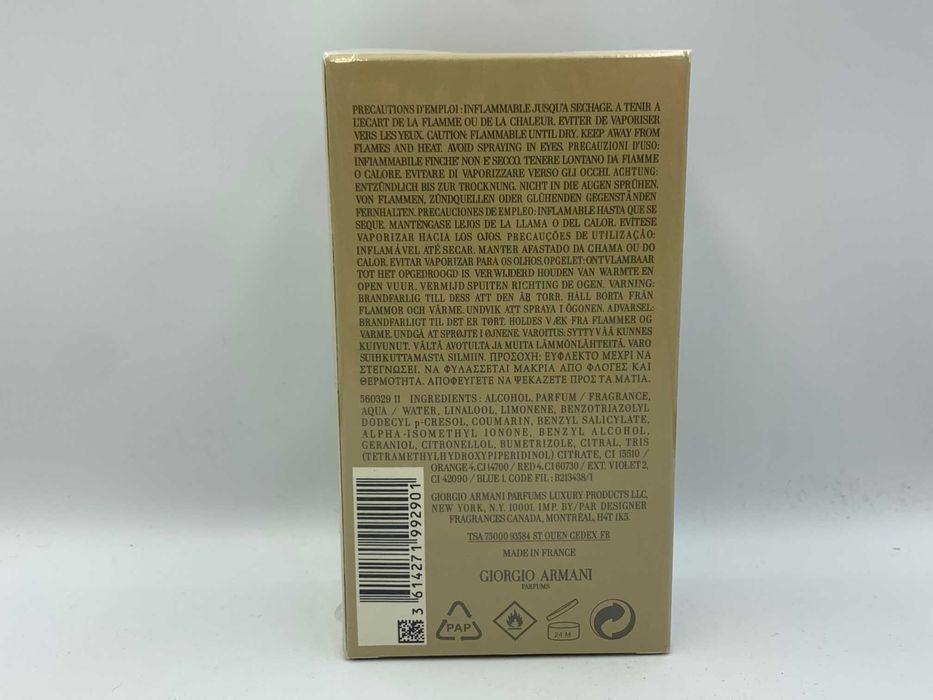 PRECAUTIONS D'EMPLOI : INFLAMMABLE JUSQU'A SECHAGE. A TENIR A
L'ECART DE LA FLAMME OU DE LA CHALEUR. EVITER DE VAPORISER
VERS LES YEUX. CAUTION: FLAMMABLE UNTIL DRY. KEEP AWAY FROM
FLAMES AND HEAT. AVOID SPRAYING IN EYES. PRECAUZIONI D'USO:
INFIAMMABILE FINCHE' NON E' SECCO. TENERE LONTANO DA FIAMME
O CALORE. EVITARE DI VAPORIZZARE VERSO GLI OCCHI. ACHTUNG:
ENTZÜNDLICH BIS ZUR TROCKNUNG. NICHT IN DIE AUGEN SPRÜHEN.
VON FLAMMEN, ZÜNDQUELLEN ODER GLÜHENDEN GEGENSTÄNDEN
FERNHALTEN. PRECAUCIONES DE EMPLEO: INFLAMABLE HASTA QUE SE
SEQUE. MANTÉNGASE LEJOS DE LA LLAMA O DEL CALOR. EVÍTESE
VAPORIZAR HACIA LOS OJOS. PRECAUÇÕES DE UTILIZAÇÃO:
INFLAMÁVEL ATÉ SECAR. MANTER AFASTADO DA CHAMA OU DO
CALOR. EVITAR VAPORIZAR PARA OS OLHOS. OPGELET: ONTVLAMBAAR
TOT HET OPGEDROOGD IS. VERWIJDERD HOUDEN VAN WARMTE EN
OPEN VUUR. VERMIJD SPUITEN RICHTING DE OGEN. VARNING:
BRANDFARLIG TILL DESS ATT DEN ÄR TORR. HÅLL BORTA FRÅN
FLAMMOR OCH VÄRME. UNDVIK ATT SPRAYA I ÖGONEN. ADVARSEL:
BRANDFARLIGT TIL DET ER TØRT. HOLDES VÆK FRA FLAMMER OG
VARME. UNDGÅ AT SPRØJTE I ØJNENE. VAROITUS: SYTTYVÄÄ KUNNES
KUIVUNUT. VÄLTÄ AVOTULTA JA MUITA LÄMMÖNLÄHTEITÄ. VARO
SUIHKUTTAMASTA SILMIIN. ΠΡΟΣΟΧΗ: ΕΥΦΛΕΚΤΟ ΜΕΧΡΙ ΝΑ
ΣΤΕΓΝΩΣΕΙ. ΝΑ ΦΥΛΑΣΣΕΤΑΙ ΜΑΚΡΙΑ ΑΠΟ ΦΛΟΓΕΣ ΚΑΙ
ΘΕΡΜΟΤΗΤΑ. ΑΠΟΦΕΥΓΕΤΕ ΝΑ ΨΕΚΑΖΕΤΕ ΠΡΟΣ ΤΑ ΜΑΤΙΑ.
560329 11 INGREDIENTS : ALCOHOL, PARFUM / FRAGRANCE,
AQUA / WATER, LINALOOL, LIMONENE, BENZOTRIAZOLYL
DODECYL p-CRESOL, COUMARIN, BENZYL SALICYLATE,
ALPHA-ISOMETHYL IONONE, BENZYL ALCOHOL,
GERANIOL, CITRONELLOL, BUMETRIZOLE, CITRAL, TRIS
(TETRAMETHYLHYDROXYPIPERIDINOL) CITRATE, CI 15510 /
ORANGE 4. CI 14700 / RED 4. CI 60730 / EXT. VIOLET 2,
CI 42090 / BLUE 1. CODE FIL : B213438/1
GIORGIO ARMANI PARFUMS LUXURY PRODUCTS LLC,
NEW YORK, N.Y. 10001. IMP. BY/PAR DESIGNER
FRAGRANCES CANADA, MONTRÉAL, H4T 1K5.
TSA 75000 93584 ST OUEN CEDEX FR
MADE IN FRANCE
GIORGIO ARMANI
PARFUMS
3 614271 992901
PAP
24 M